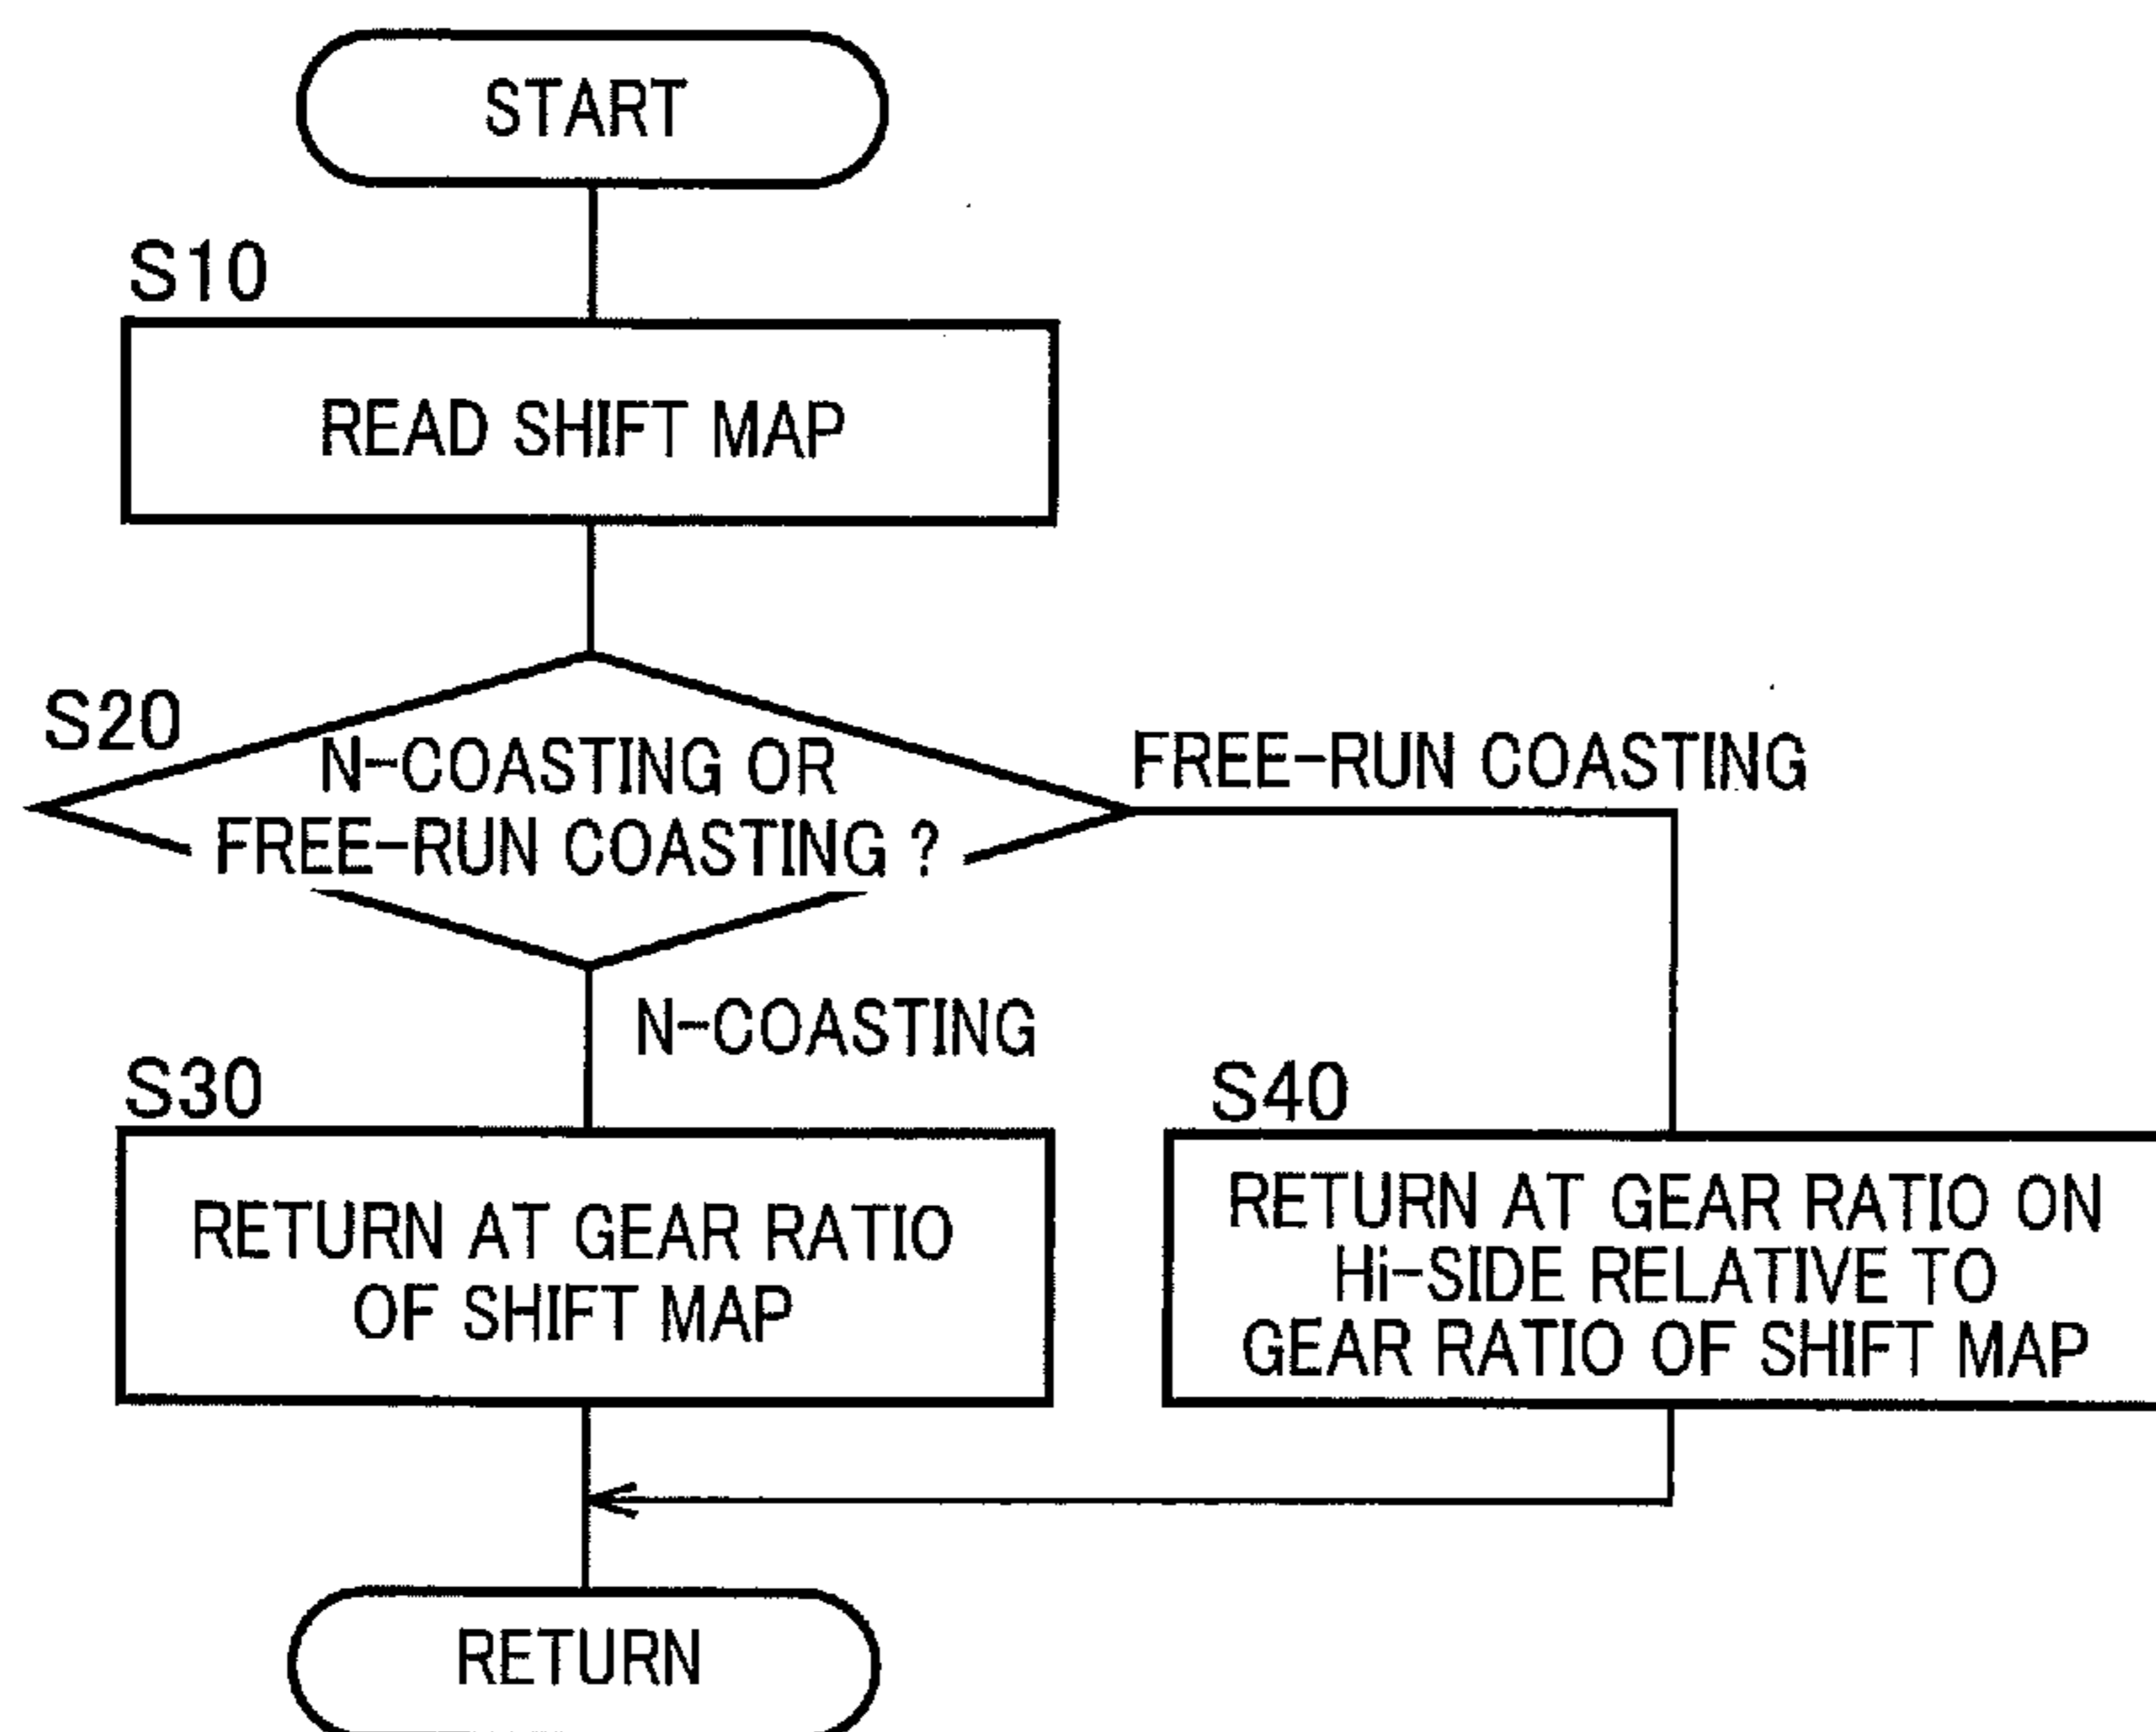 START
S10
READ SHIFT MAP
S20
N-COASTING OR
FREE-RUN COASTING ?
FREE-RUN COASTING
N-COASTING
S30
RETURN AT GEAR RATIO
OF SHIFT MAP
S40
RETURN AT GEAR RATIO ON
Hi-SIDE RELATIVE TO
GEAR RATIO OF SHIFT MAP
RETURN